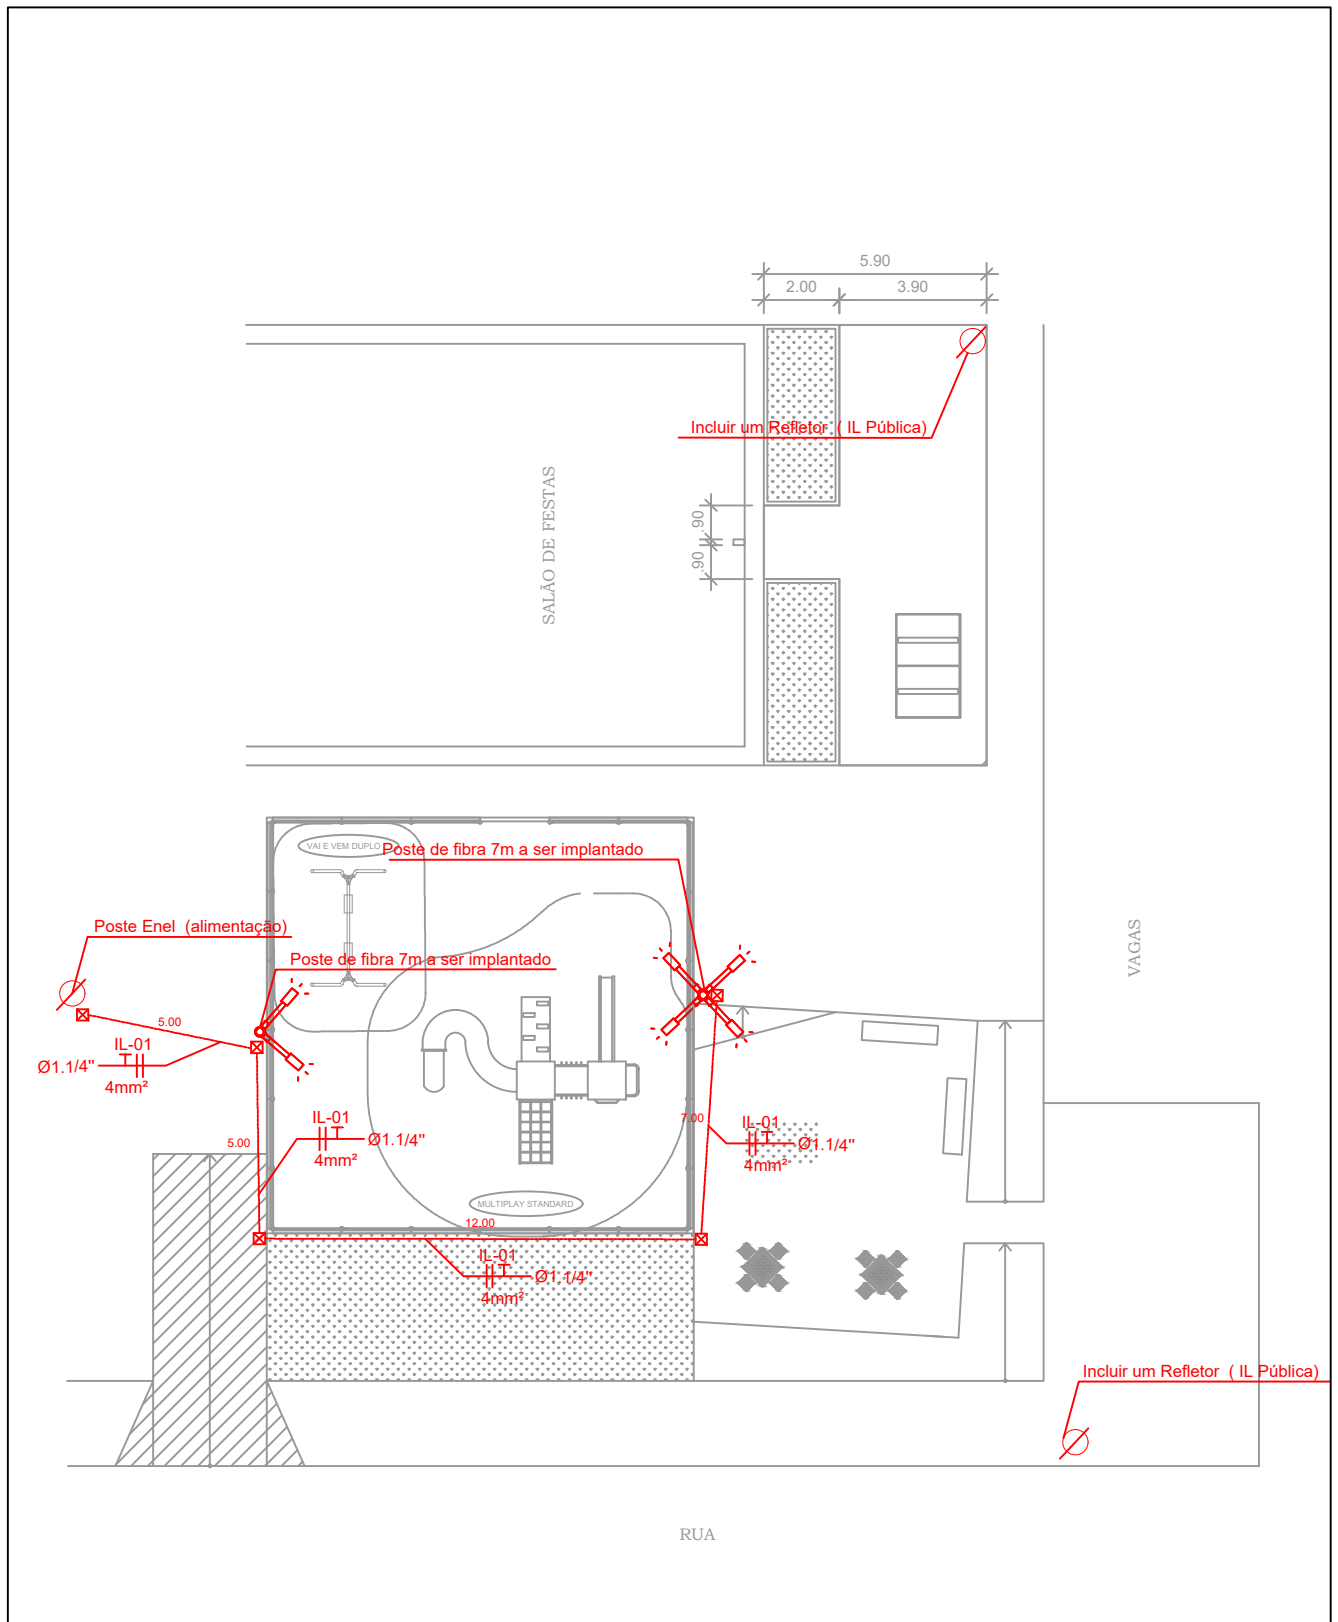 5.90
2.00
3.90
Incluir um Refletor ( IL Pública)
SALÃO DE FESTAS
.90
.90
VAI E VEM DUPLO
Poste de fibra 7m a ser implantado
Poste Enel (alimentação)
Poste de fibra 7m a ser implantado
VAGAS
5.00
IL-01
Ø1.1/4"
4mm²
5.00
IL-01
Ø1.1/4"
4mm²
7.00
IL-01
Ø1.1/4"
4mm²
MULTIPLAY STANDARD
12.00
IL-01
Ø1.1/4"
4mm²
Incluir um Refletor ( IL Pública)
RUA